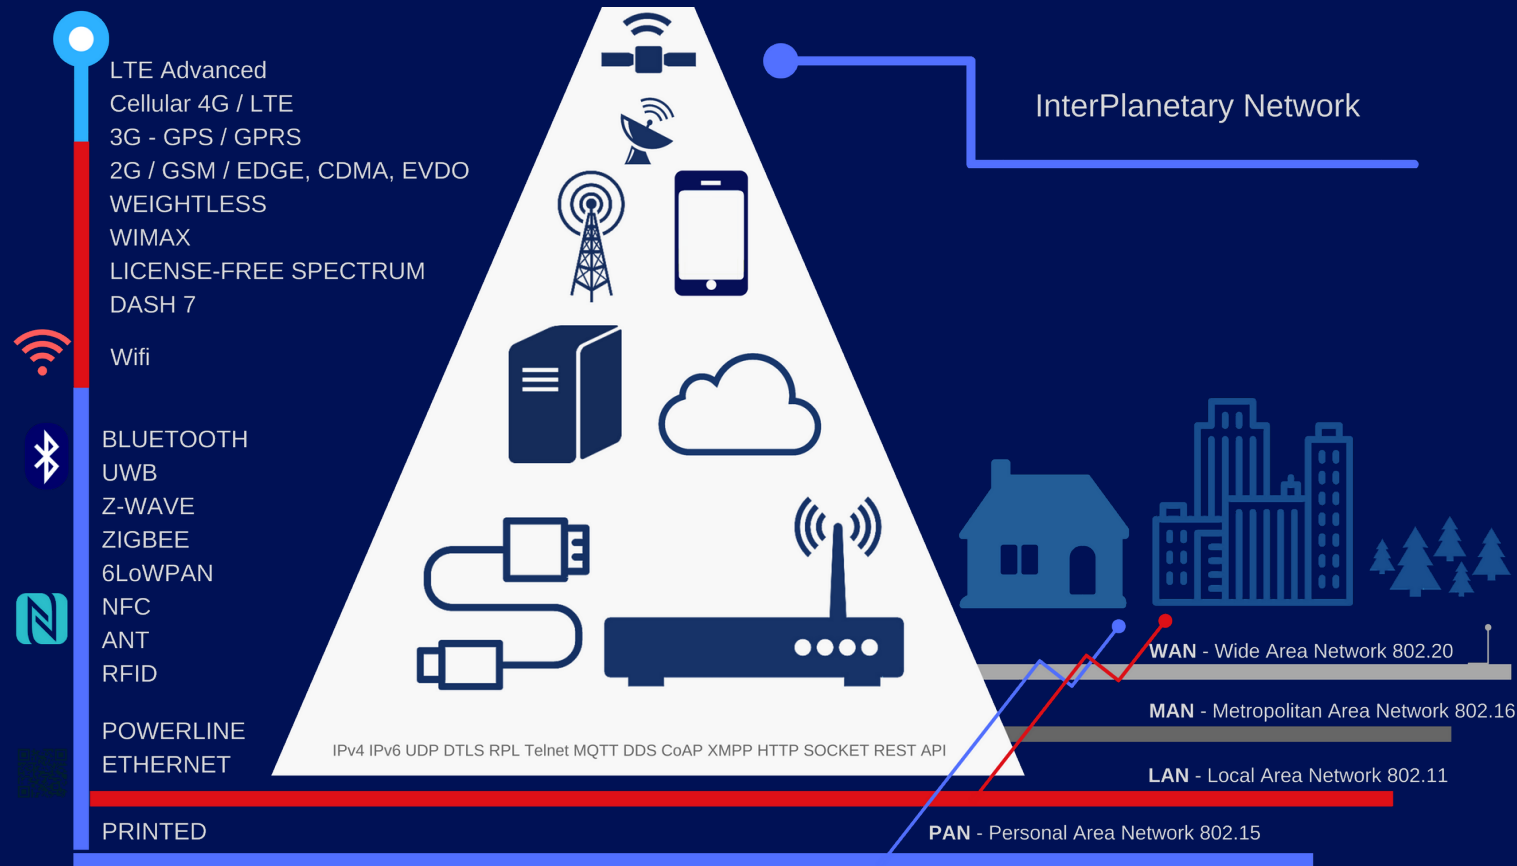 LTE Advanced
Cellular 4G / LTE
3G - GPS / GPRS
2G / GSM / EDGE, CDMA, EVDO
WEIGHTLESS
WIMAX
LICENSE-FREE SPECTRUM
DASH 7
Wifi
BLUETOOTH
UWB
Z-WAVE
ZIGBEE
6LoWPAN
NFC
ANT
RFID
POWERLINE
ETHERNET
PRINTED
IPv4 IPv6 UDP DTLS RPL Telnet MQTT DDS CoAP XMPP HTTP SOCKET REST API
InterPlanetary Network
WAN - Wide Area Network 802.20
MAN - Metropolitan Area Network 802.16
LAN - Local Area Network 802.11
PAN - Personal Area Network 802.15